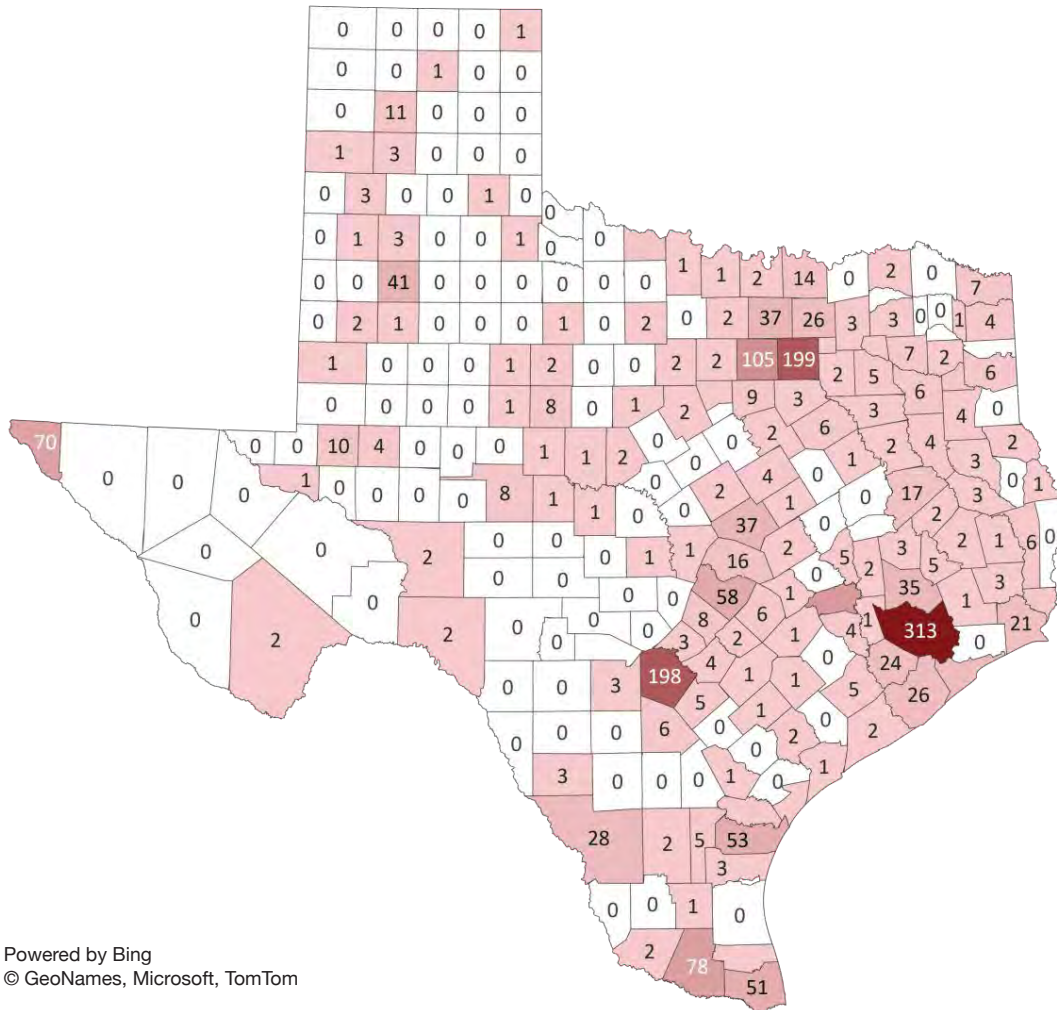 0 0 0 0 1
0 0 1 0 0
0 11 0 0 0
1 3 0 0 0
0 3 0 0 1 0
0
0 1 3 0 0 1 0 0
0 0 41 0 0 0 0 0 0 1 1 2 14 0 2 0 7
0 2 1 0 0 0 1 0 2 0 2 37 26 3 3 0 0 1 4
1 0 0 0 1 2 0 0 2 2 105 199 2 5 7 2 6
0 0 0 0 1 8 0 1 2 0 9 3 3 6 4 0
70 0 0 10 4 0 0 0 1 1 2 0 0 0 2 6 1 2 4 3 2
0 0 0 1 0 0 0 0 8 1 1 0 0 0 2 4 1 0 0 17 3 0 1
0 0 2 0 0 0 1 1 37 16 2 0 0 5 2 3 2 5 2 1 6 0
0 2 0 0 0 0 0 58 6 1 35 1 3
2 0 0 0 0 8 3 2 1 4 1 313 0 21
0 0 3 198 4 1 1 0 24
0 0 0 6 5 0 1 2 0 5 26
3 0 0 0 1 0 0 1 2
28 2 5 53
3
0 0 1 0
2 78
51
Powered by Bing
© GeoNames, Microsoft, TomTom